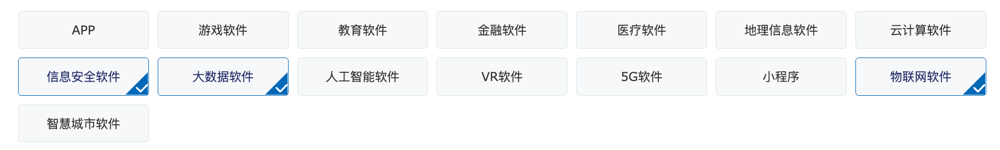 APP 游戏软件 教育软件 金融软件 医疗软件 地理信息软件 云计算软件
信息安全软件 大数据软件 人工智能软件 VR软件 5G软件 小程序 物联网软件
智慧城市软件